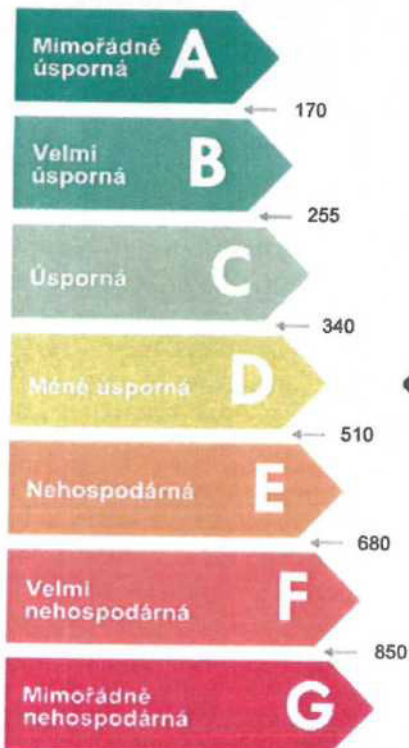 Mimořádně
úsporná
A
170
Velmi
úsporná
B
255
Úsporná
C
340
Méně úsporná
D
510
Nehospodárná
E
680
Velmi
nehospodárná
F
850
Mimořádně
nehospodárná
G